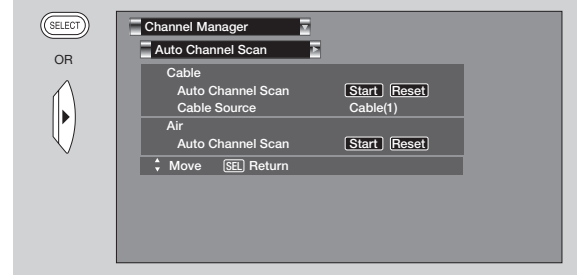 SELECT
OR
Channel Manager
Auto Channel Scan
Cable
Auto Channel Scan Start Reset
Cable Source Cable(1)
Air
Auto Channel Scan Start Reset
Move SEL Return